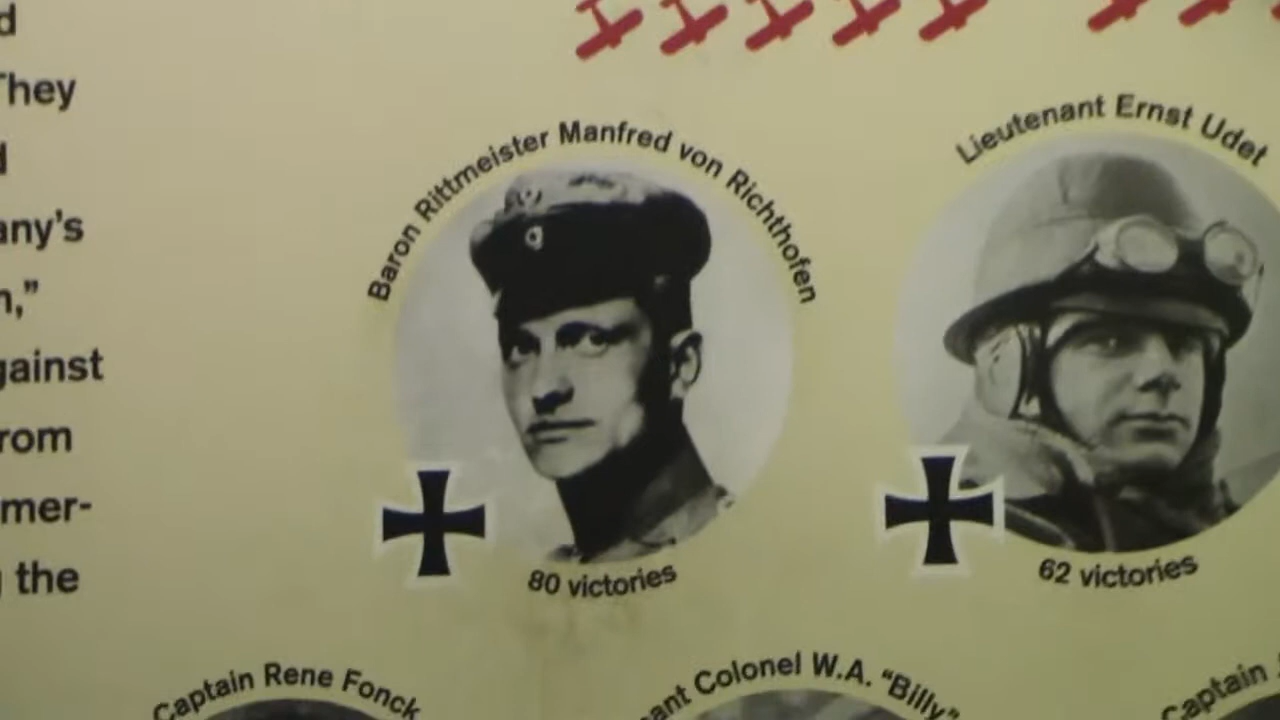 d
They
d
any's
n,"
gainst
rom
mer-
the
Baron Rittmeister Manfred von Richthofen
80 victories
Lieutenant Ernst Udet
62 victories
Captain Rene Fonck
ant Colonel W.A. "Billy"
Captain